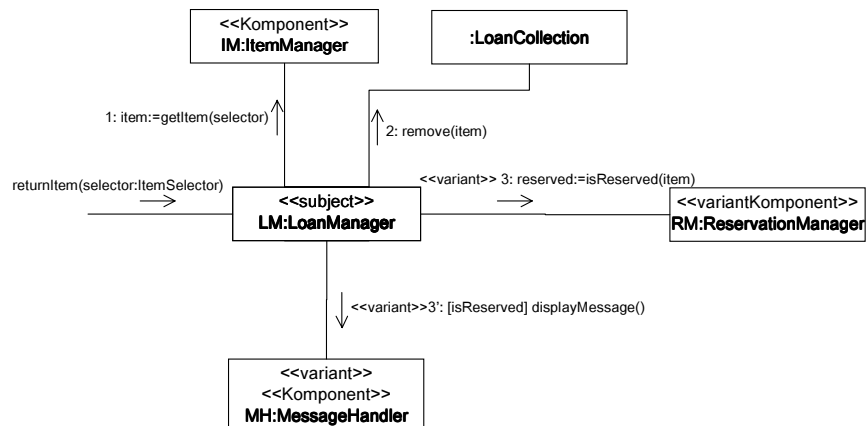 <<Komponent>>
IM:ItemManager
:LoanCollection
1: item:=getItem(selector)
2: remove(item)
returnItem(selector:ItemSelector)
<<variant>> 3: reserved:=isReserved(item)
<<subject>>
LM:LoanManager
<<variantKomponent>>
RM:ReservationManager
<<variant>>3': [isReserved] displayMessage()
<<variant>>
<<Komponent>>
MH:MessageHandler